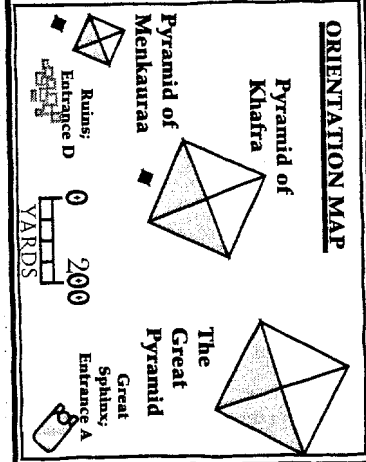 ORIENTATION MAP
Pyramid of
Khafra
Pyramid of
Menkauraa
The
Great
Pyramid
Ruins;
Entrance D
0 200
YARDS
Great
Sphinx;
Entrance A